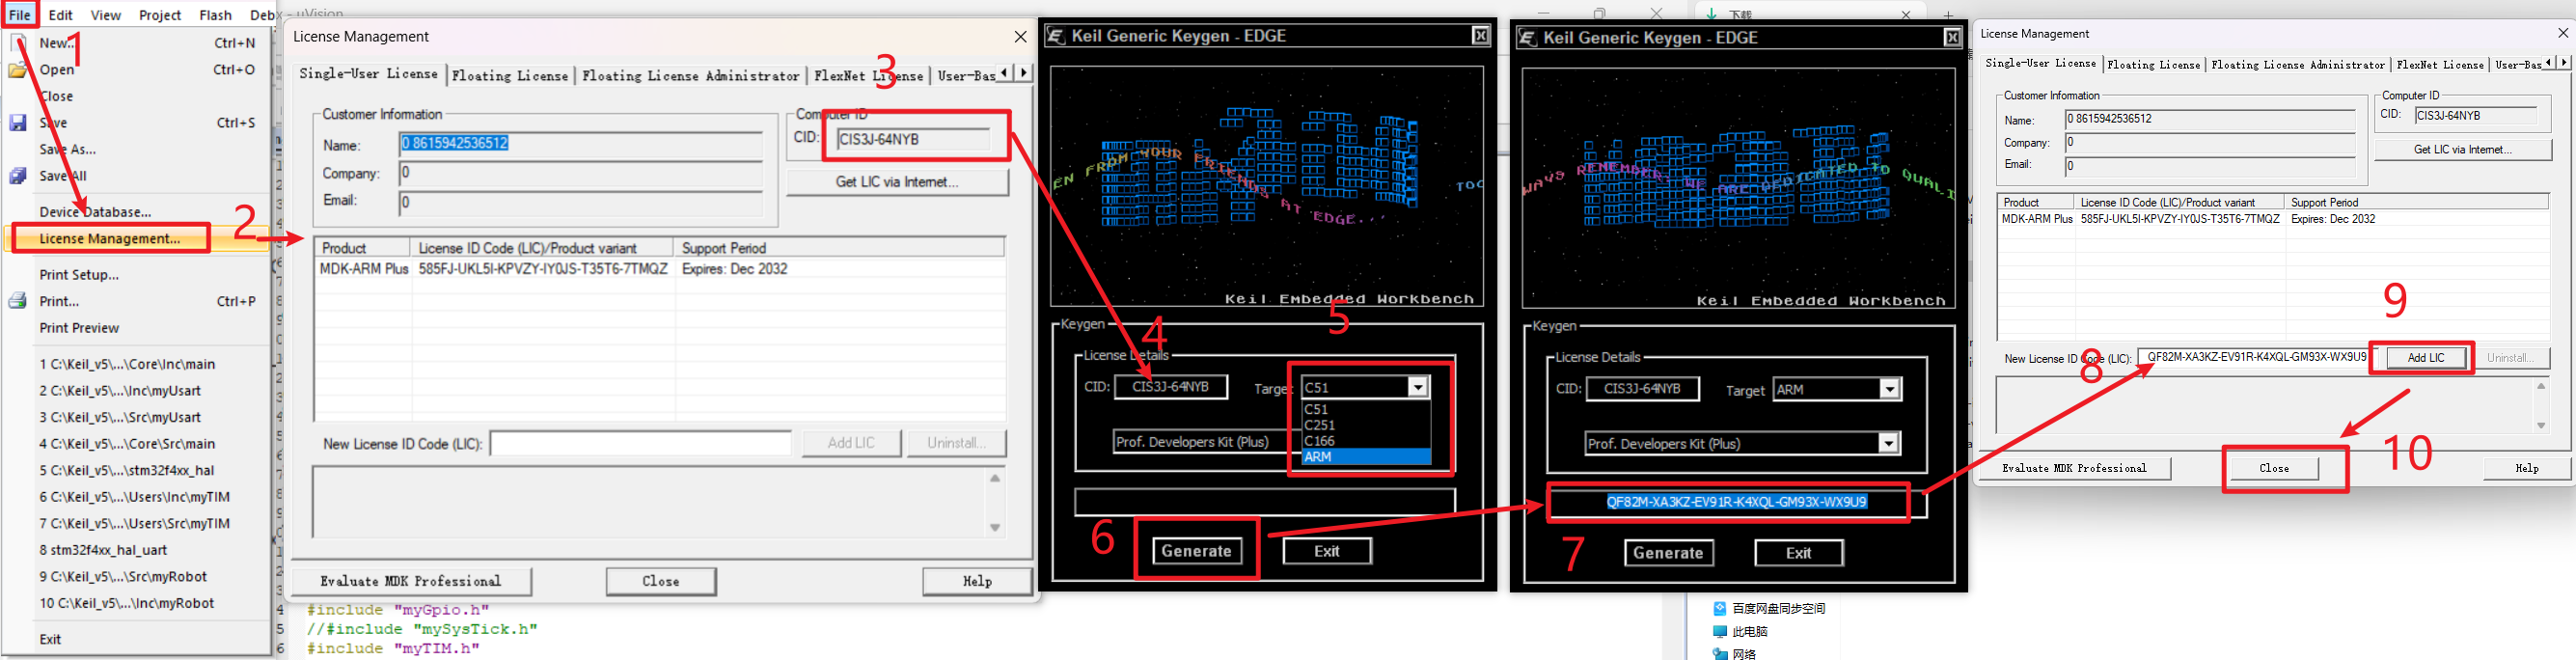 File Edit View Project Flash Deb
New... Ctrl+N
Open Ctrl+O
Close
Save Ctrl+S
Save As...
Save All
Device Database...
License Management...
Print Setup...
Print... Ctrl+P
Print Preview
1 C:\Keil_v5\...\Core\Inc\main
2 C:\Keil_v5\...\Inc\myUsart
3 C:\Keil_v5\...\Src\myUsart
4 C:\Keil_v5\...\Core\Src\main
5 C:\Keil_v5\...\stm32f4xx_hal
6 C:\Keil_v5\...\Users\Inc\myTIM
7 C:\Keil_v5\...\Users\Src\myTIM
8 stm32f4xx_hal_uart
9 C:\Keil_v5\...\Src\myRobot
10 C:\Keil_v5\...\Inc\myRobot
Exit
1
2
License Management
Single-User License Floating License Floating License Administrator FlexNet License User-Bas
3
Customer Information
Name: 0 8615942536512
Company: 0
Email: 0
Computer ID
CID: CIS3J-64NYB
Get LIC via Internet...
Product License ID Code (LIC)/Product variant Support Period
MDK-ARM Plus 585FJ-UKL5I-KPVZY-IY0JS-T35T6-7TMQZ Expires: Dec 2032
New License ID Code (LIC): Add LIC Uninstall...
Evaluate MDK Professional Close Help
#include "myGpio.h"
//#include "mySysTick.h"
#include "myTIM.h"
Keil Generic Keygen - EDGE
EN FROM YOUR FRIENDS AT EDGE... TOO
Keil Embedded Workbench
Keygen
4
5
License Details
CID: CIS3J-64NYB Target C51
C51
C251
C166
ARM
Prof. Developers Kit (Plus)
6
Generate Exit
Keil Generic Keygen - EDGE
WAYS REMEMBER: WE ARE DEDICATED TO QUALI
Keil Embedded Workbench
Keygen
License Details
CID: CIS3J-64NYB Target ARM
Prof. Developers Kit (Plus)
QF82M-XA3KZ-EV91R-K4XQL-GM93X-WX9U9
7
Generate Exit
下载
百度网盘同步空间
此电脑
网络
License Management
Single-User License Floating License Floating License Administrator FlexNet License User-Bas
Customer Information
Name: 0 8615942536512
Company: 0
Email: 0
Computer ID
CID: CIS3J-64NYB
Get LIC via Internet...
Product License ID Code (LIC)/Product variant Support Period
MDK-ARM Plus 585FJ-UKL5I-KPVZY-IY0JS-T35T6-7TMQZ Expires: Dec 2032
9
New License ID Code (LIC): QF82M-XA3KZ-EV91R-K4XQL-GM93X-WX9U9 Add LIC Uninstall...
8
10
Evaluate MDK Professional Close Help